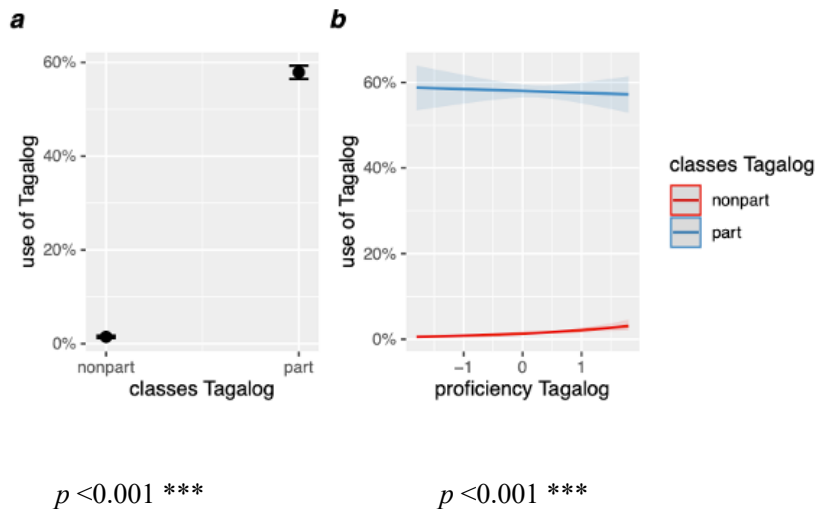 a
b
60%
40%
20%
0%
use of Tagalog
nonpart
part
classes Tagalog
60%
40%
20%
0%
use of Tagalog
−1
0
1
proficiency Tagalog
classes Tagalog
nonpart
part
p <0.001 ***
p <0.001 ***